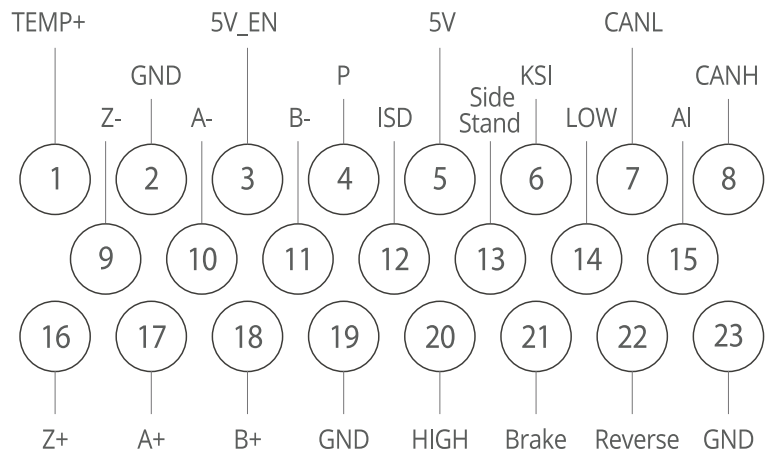 TEMP+ 5V_EN 5V CANL
GND P KSI CANH
Side
Z- A- B- ISD Stand LOW AI
1 2 3 4 5 6 7 8
9 10 11 12 13 14 15
16 17 18 19 20 21 22 23
Z+ A+ B+ GND HIGH Brake Reverse GND